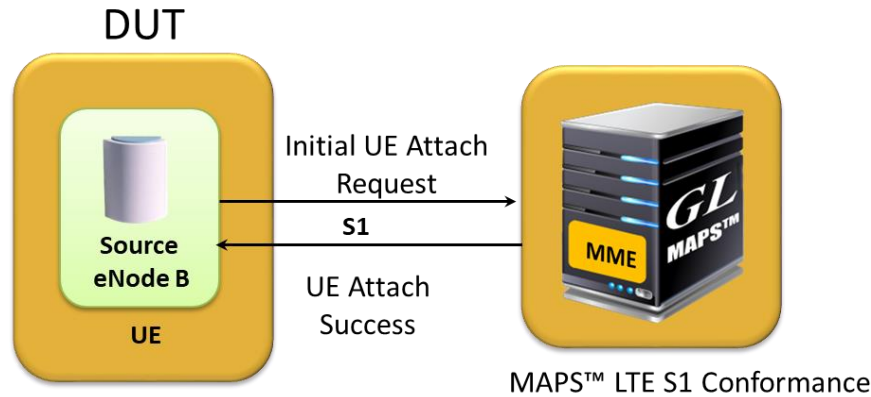 DUT
Source
eNode B
UE
Initial UE Attach
Request
S1
UE Attach
Success
GL
MAPS™
MME
MAPS™ LTE S1 Conformance